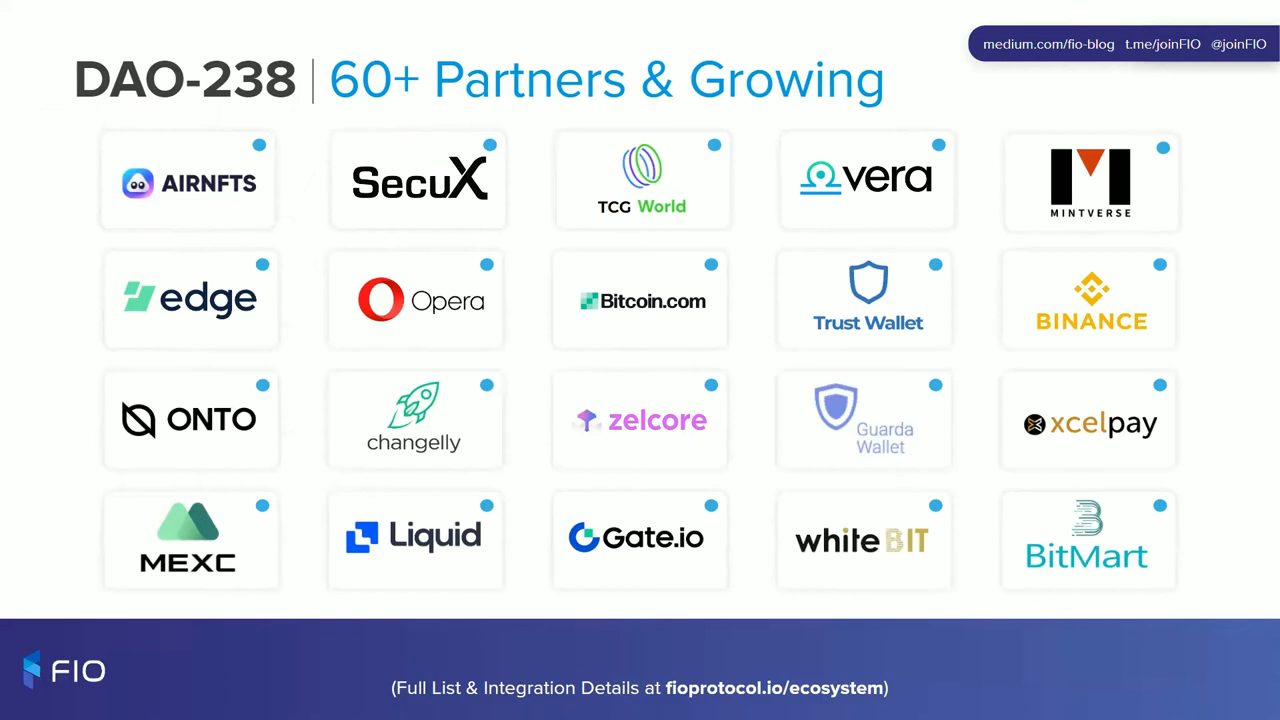 medium.com/fio-blog t.me/joinFIO @joinFIO
DAO-238 | 60+ Partners & Growing
AIRNFTS
SecuX
TCG World
vera
MINTVERSE
edge
Opera
Bitcoin.com
Trust Wallet
BINANCE
ONTO
changelly
zelcore
Guarda
Wallet
xcelpay
MEXC
Liquid
Gate.io
whiteBIT
BitMart
FIO
(Full List & Integration Details at fioprotocol.io/ecosystem)